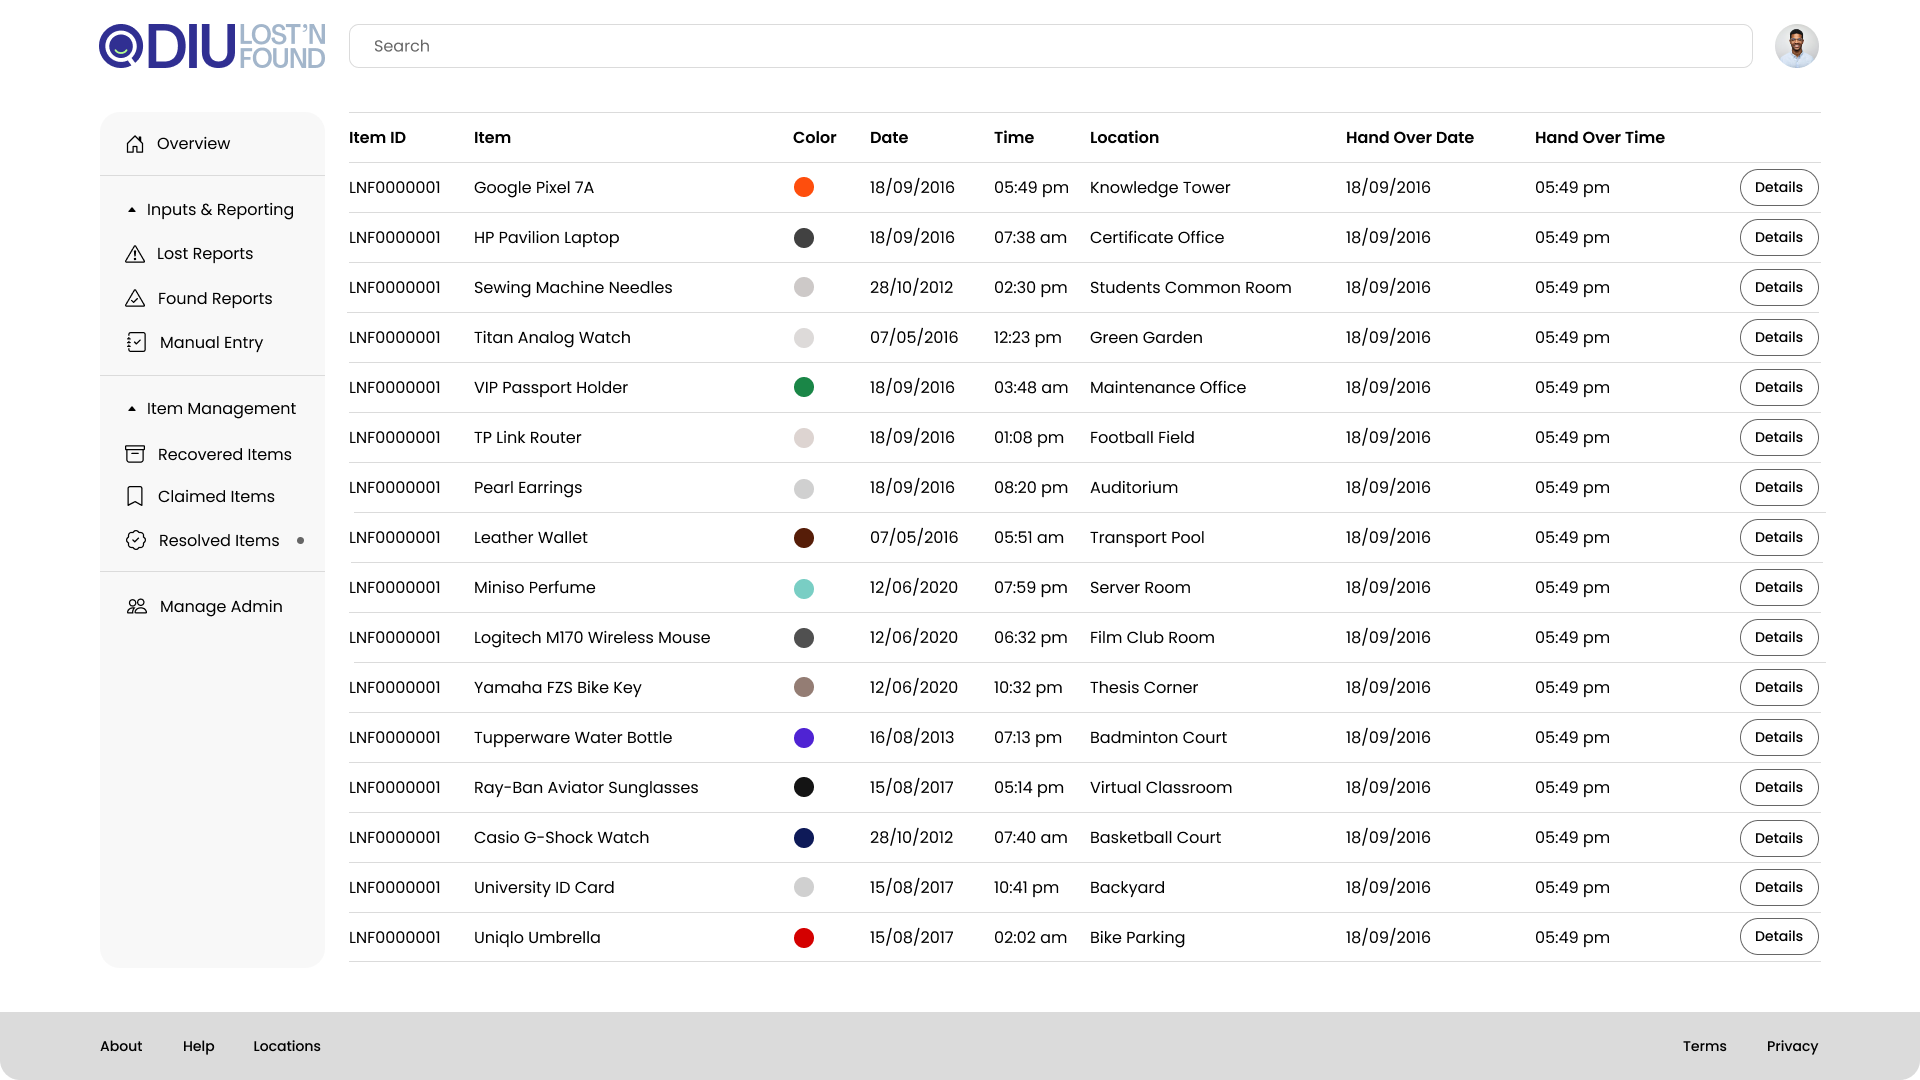 DIU LOST'N FOUND
Search
Overview
Inputs & Reporting
Lost Reports
Found Reports
Manual Entry
Item Management
Recovered Items
Claimed Items
Resolved Items
Manage Admin
Item ID Item Color Date Time Location Hand Over Date Hand Over Time
LNF0000001 Google Pixel 7A 18/09/2016 05:49 pm Knowledge Tower 18/09/2016 05:49 pm Details
LNF0000001 HP Pavilion Laptop 18/09/2016 07:38 am Certificate Office 18/09/2016 05:49 pm Details
LNF0000001 Sewing Machine Needles 28/10/2012 02:30 pm Students Common Room 18/09/2016 05:49 pm Details
LNF0000001 Titan Analog Watch 07/05/2016 12:23 pm Green Garden 18/09/2016 05:49 pm Details
LNF0000001 VIP Passport Holder 18/09/2016 03:48 am Maintenance Office 18/09/2016 05:49 pm Details
LNF0000001 TP Link Router 18/09/2016 01:08 pm Football Field 18/09/2016 05:49 pm Details
LNF0000001 Pearl Earrings 18/09/2016 08:20 pm Auditorium 18/09/2016 05:49 pm Details
LNF0000001 Leather Wallet 07/05/2016 05:51 am Transport Pool 18/09/2016 05:49 pm Details
LNF0000001 Miniso Perfume 12/06/2020 07:59 pm Server Room 18/09/2016 05:49 pm Details
LNF0000001 Logitech M170 Wireless Mouse 12/06/2020 06:32 pm Film Club Room 18/09/2016 05:49 pm Details
LNF0000001 Yamaha FZS Bike Key 12/06/2020 10:32 pm Thesis Corner 18/09/2016 05:49 pm Details
LNF0000001 Tupperware Water Bottle 16/08/2013 07:13 pm Badminton Court 18/09/2016 05:49 pm Details
LNF0000001 Ray-Ban Aviator Sunglasses 15/08/2017 05:14 pm Virtual Classroom 18/09/2016 05:49 pm Details
LNF0000001 Casio G-Shock Watch 28/10/2012 07:40 am Basketball Court 18/09/2016 05:49 pm Details
LNF0000001 University ID Card 15/08/2017 10:41 pm Backyard 18/09/2016 05:49 pm Details
LNF0000001 Uniqlo Umbrella 15/08/2017 02:02 am Bike Parking 18/09/2016 05:49 pm Details
About Help Locations Terms Privacy